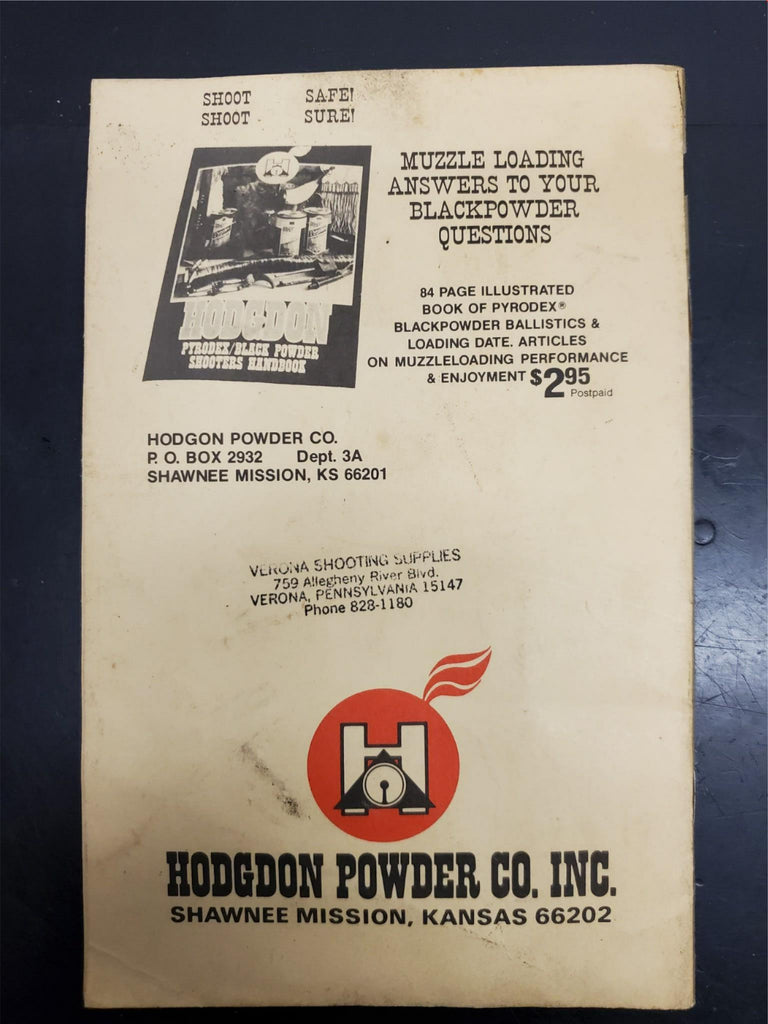 SHOOT SAFE!
SHOOT SURE!
HODGDON
PYRODEX/BLACK POWDER
SHOOTERS HANDBOOK
MUZZLE LOADING
ANSWERS TO YOUR
BLACKPOWDER
QUESTIONS
84 PAGE ILLUSTRATED
BOOK OF PYRODEX®
BLACKPOWDER BALLISTICS &
LOADING DATE. ARTICLES
ON MUZZLELOADING PERFORMANCE
& ENJOYMENT $2.95
Postpaid
HODGON POWDER CO.
P. O. BOX 2932 Dept. 3A
SHAWNEE MISSION, KS 66201
VERONA SHOOTING SUPPLIES
759 Allegheny River Blvd.
VERONA, PENNSYLVANIA 15147
Phone 828-1180
H
HODGDON POWDER CO. INC.
SHAWNEE MISSION, KANSAS 66202